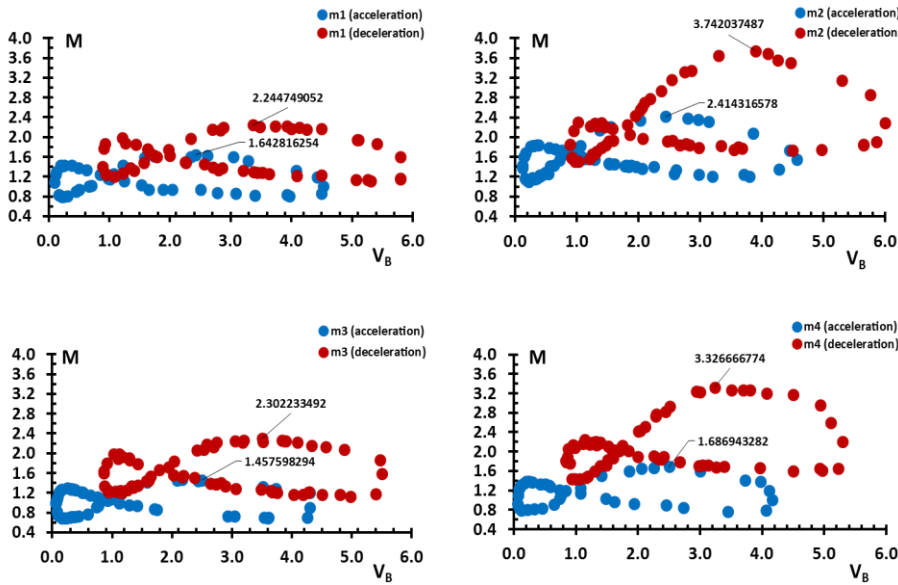 m1 (acceleration)
m1 (deceleration)
M
4.0
3.6
3.2
2.8
2.4
2.0
1.6
1.2
0.8
0.4
2.244749052
1.642816254
0.0 1.0 2.0 3.0 4.0 5.0 6.0
VB
m2 (acceleration)
m2 (deceleration)
M
4.0
3.6
3.2
2.8
2.4
2.0
1.6
1.2
0.8
0.4
3.742037487
2.414316578
0.0 1.0 2.0 3.0 4.0 5.0 6.0
VB
m3 (acceleration)
m3 (deceleration)
M
4.0
3.6
3.2
2.8
2.4
2.0
1.6
1.2
0.8
0.4
2.302233492
1.457598294
0.0 1.0 2.0 3.0 4.0 5.0 6.0
VB
m4 (acceleration)
m4 (deceleration)
M
4.0
3.6
3.2
2.8
2.4
2.0
1.6
1.2
0.8
0.4
3.326666774
1.686943282
0.0 1.0 2.0 3.0 4.0 5.0 6.0
VB